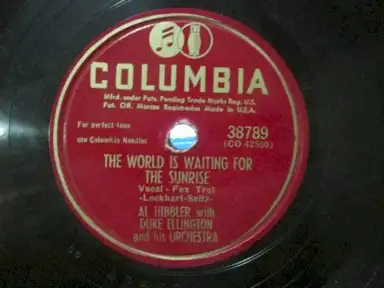 COLUMBIA
Mfrd. under Pats. Pending Trade Marks Reg. U.S.
Pat. Off. Marcas Registradas Made in U.S.A.
For perfect tone
use Columbia Needles
38789
(CO 42550)
THE WORLD IS WAITING FOR
THE SUNRISE
Vocal - Fox Trot
-Lockhart-Seitz-
AL HIBBLER with
DUKE ELLINGTON
and his ORCHESTRA